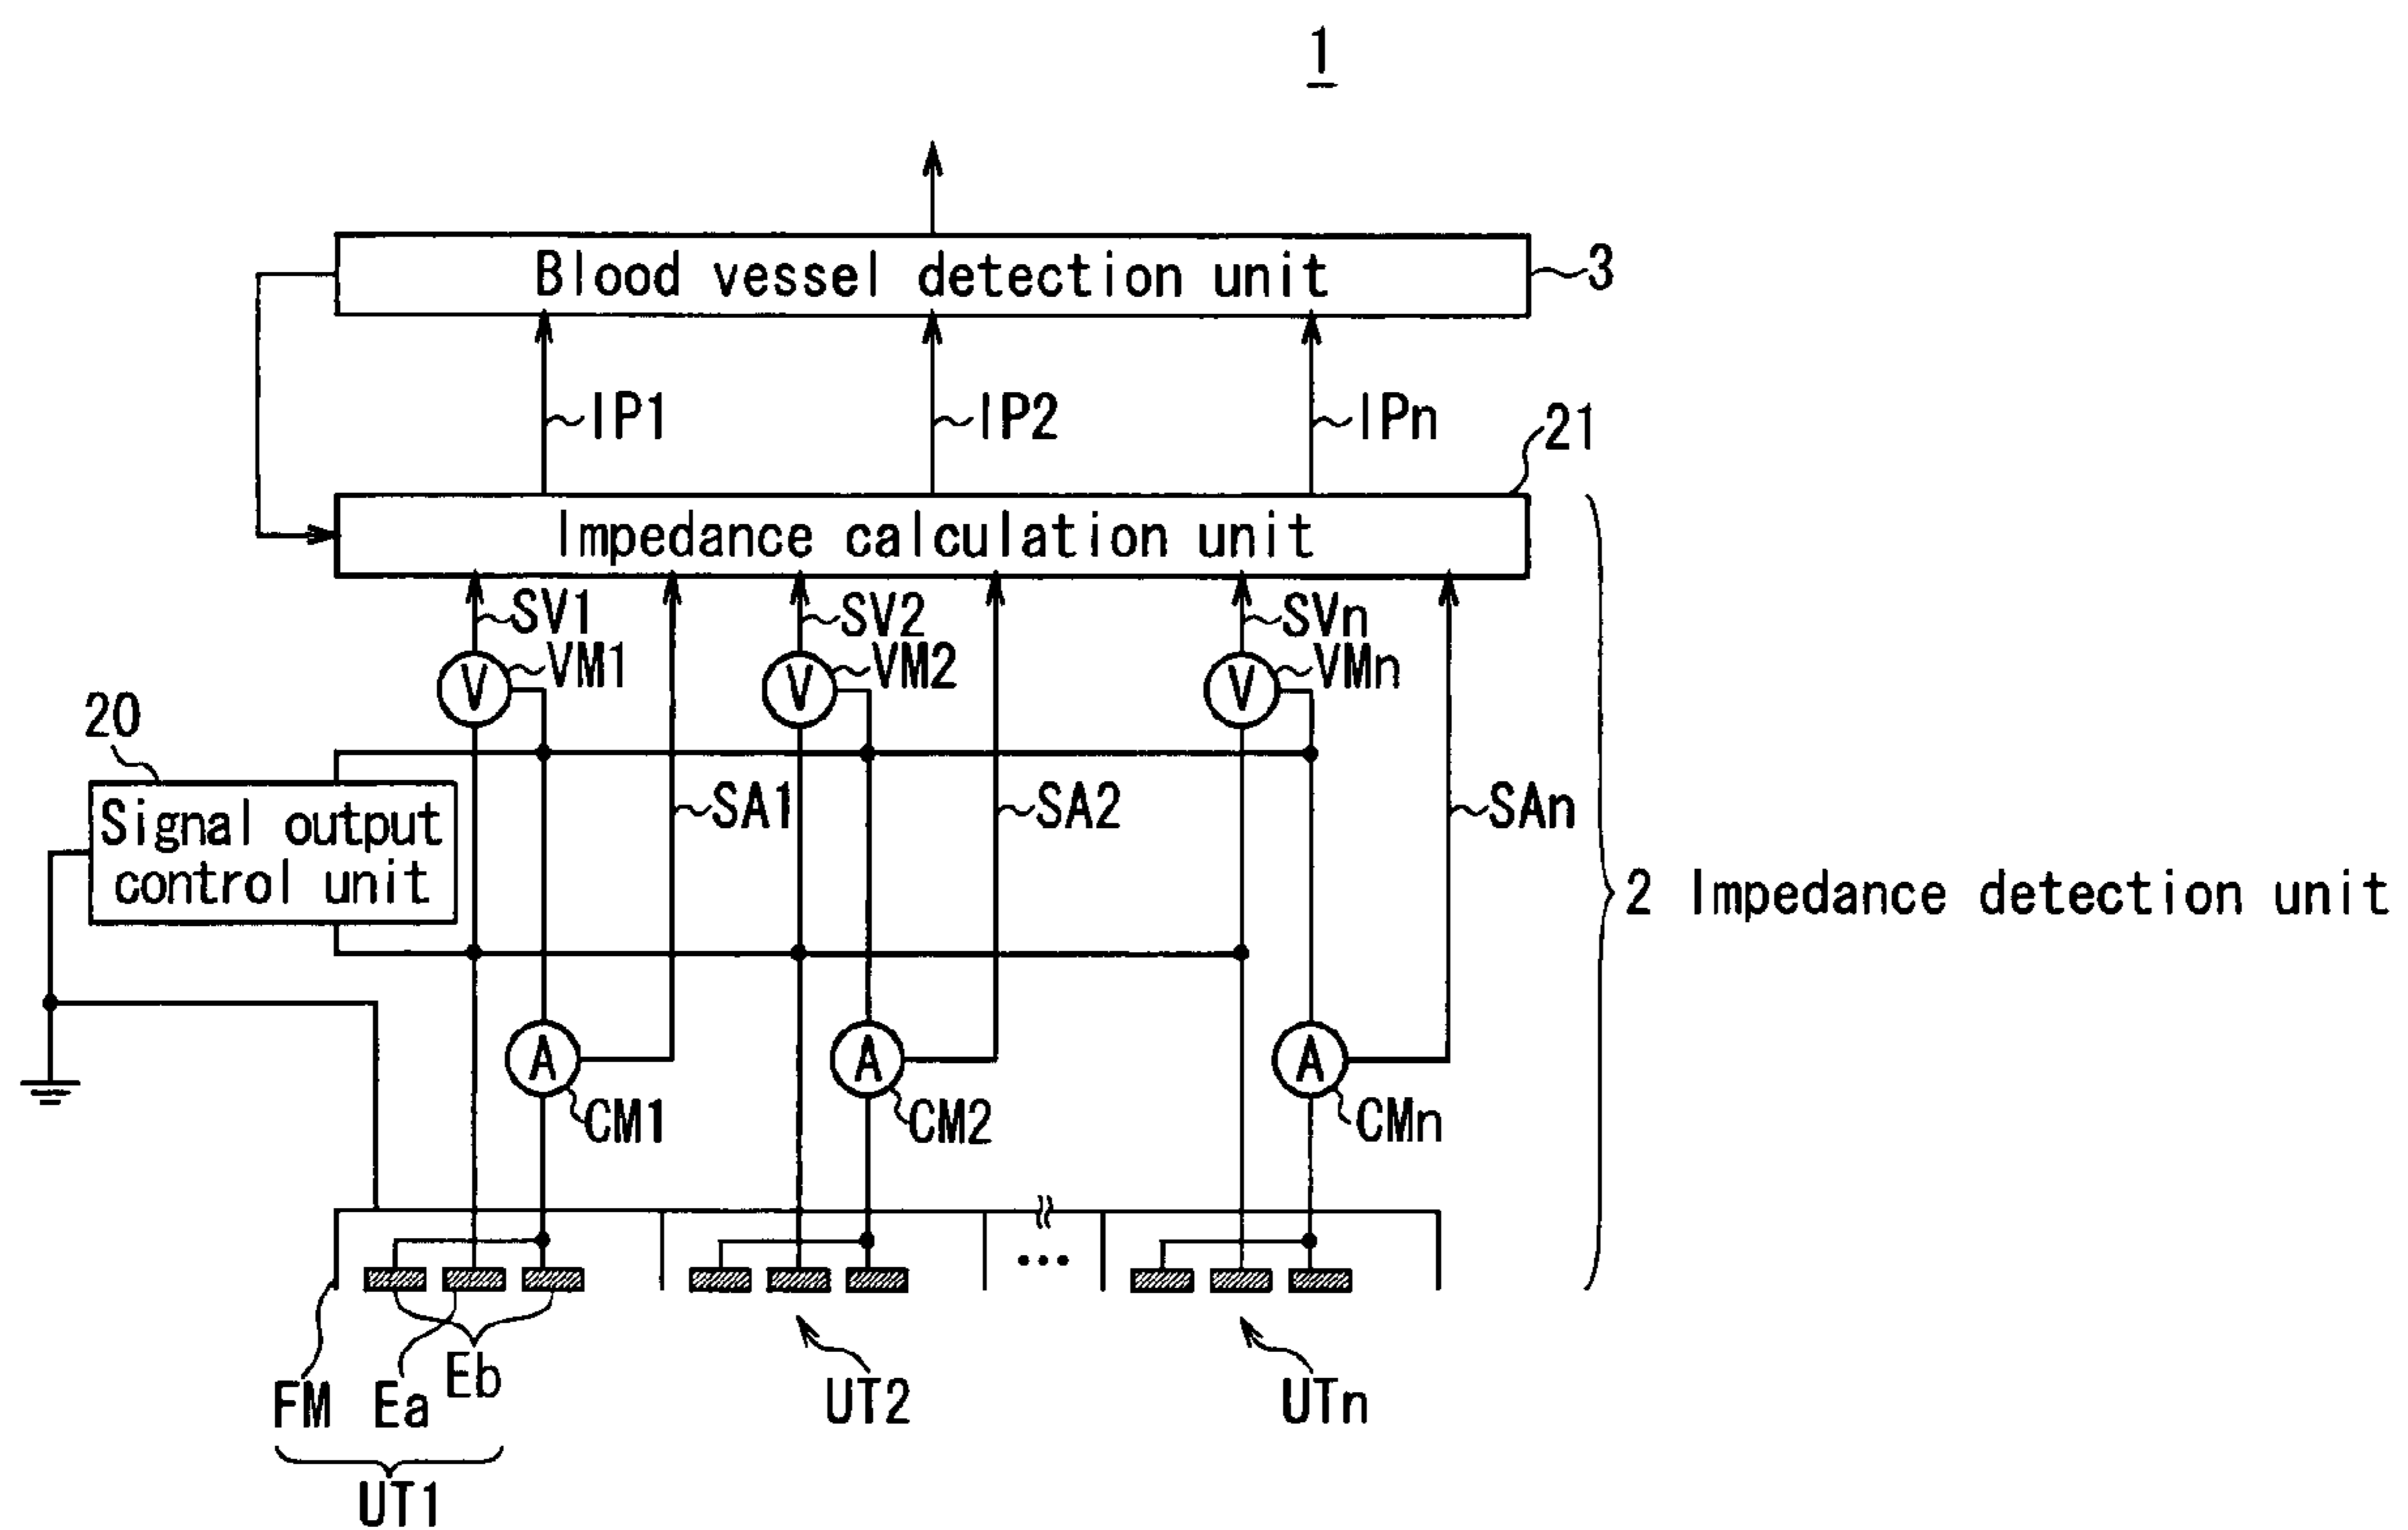 1
Blood vessel detection unit
3
IP1
IP2
IPn
21
Impedance calculation unit
SV1
SV2
SVn
VM1
VM2
VMn
V
V
V
20
Signal output
control unit
SA1
SA2
SAn
2 Impedance detection unit
A
A
A
CM1
CM2
CMn
...
FM
Ea
Eb
UT2
UTn
UT1